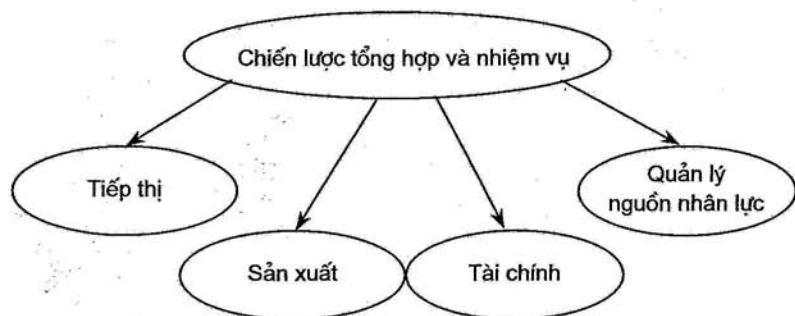 Chiến lược tổng hợp và nhiệm vụ
Tiếp thị
Quản lý
nguồn nhân lực
Sản xuất
Tài chính